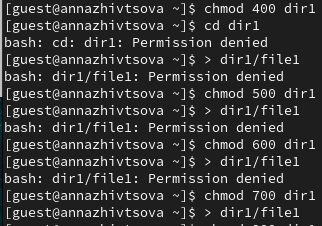 [guest@annazhivtsova ~]$ chmod 400 dir1
[guest@annazhivtsova ~]$ cd dir1
bash: cd: dir1: Permission denied
[guest@annazhivtsova ~]$ > dir1/file1
bash: dir1/file1: Permission denied
[guest@annazhivtsova ~]$ chmod 500 dir1
[guest@annazhivtsova ~]$ > dir1/file1
bash: dir1/file1: Permission denied
[guest@annazhivtsova ~]$ chmod 600 dir1
[guest@annazhivtsova ~]$ > dir1/file1
bash: dir1/file1: Permission denied
[guest@annazhivtsova ~]$ chmod 700 dir1
[guest@annazhivtsova ~]$ > dir1/file1